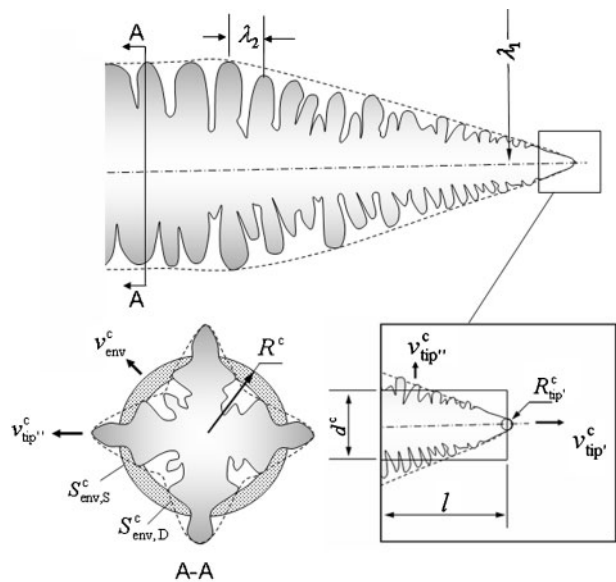 A
λ₂
λ₁
A
v^c_env
R^c
v^c_tip''
S^c_env,S
S^c_env,D
A-A
v^c_tip''
R^c_tip'
d^c
v^c_tip'
l